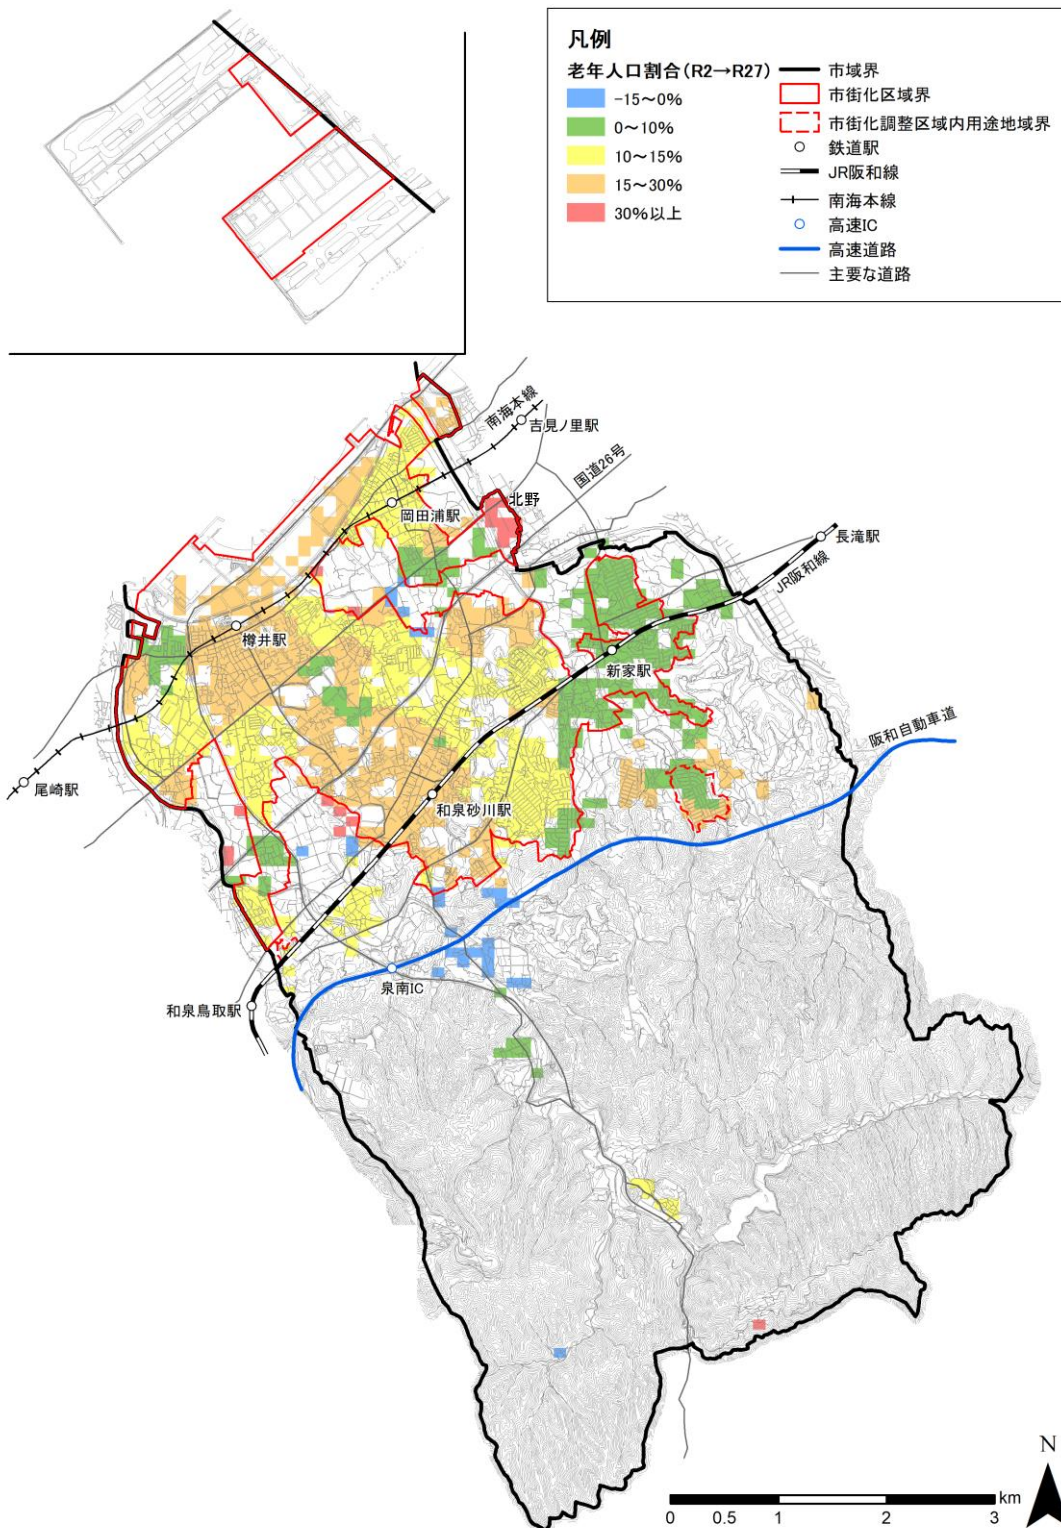 凡例
老年人口割合(R2→R27)
-15~0%
0~10%
10~15%
15~30%
30%以上
市域界
市街化区域界
市街化調整区域内用途地域界
鉄道駅
JR阪和線
南海本線
高速IC
高速道路
主要な道路
南海本線
吉見ノ里駅
国道26号
北野
岡田浦駅
長滝駅
JR阪和線
樽井駅
新家駅
阪和自動車道
尾崎駅
和泉砂川駅
泉南IC
和泉鳥取駅
N
km
0 0.5 1 2 3